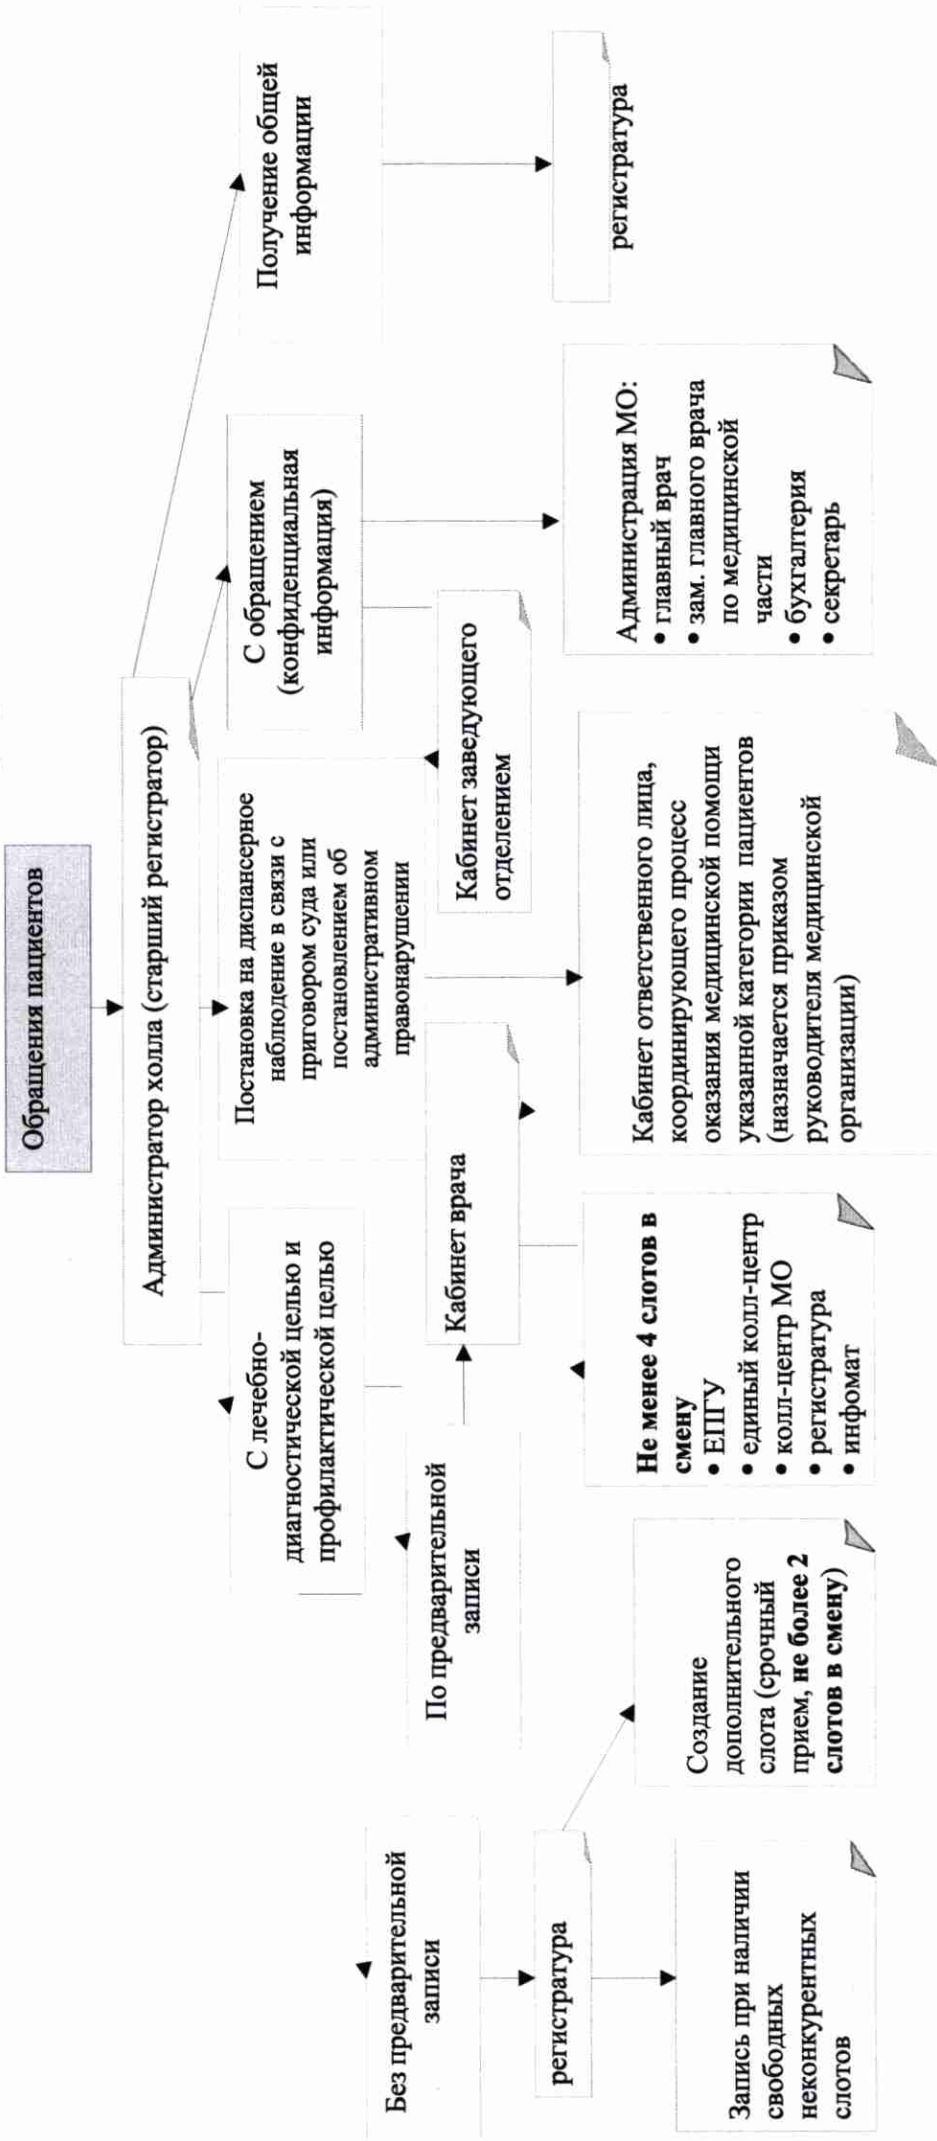 Обращения пациентов
Администратор холла (старший регистратор)
С лечебно-
диагностической целью и
профилактической целью
Постановка на диспансерное
наблюдение в связи с
приговором суда или
постановлением об
административном
правонарушении
С обращением
(конфиденциальная
информация)
Получение общей
информации
Без предварительной
записи
По предварительной
записи
Кабинет врача
Кабинет заведующего
отделением
регистратура
регистратура
Запись при наличии
свободных
неконкурентных
слотов
Создание
дополнительного
слота (срочный
прием, не более 2
слотов в смену)
Не менее 4 слотов в
смену
• ЕПГУ
• единый колл-центр
• колл-центр МО
• регистратура
• инфомат
Кабинет ответственного лица,
координирующего процесс
оказания медицинской помощи
указанной категории пациентов
(назначается приказом
руководителя медицинской
организации)
Администрация МО:
• главный врач
• зам. главного врача
по медицинской
части
• бухгалтерия
• секретарь